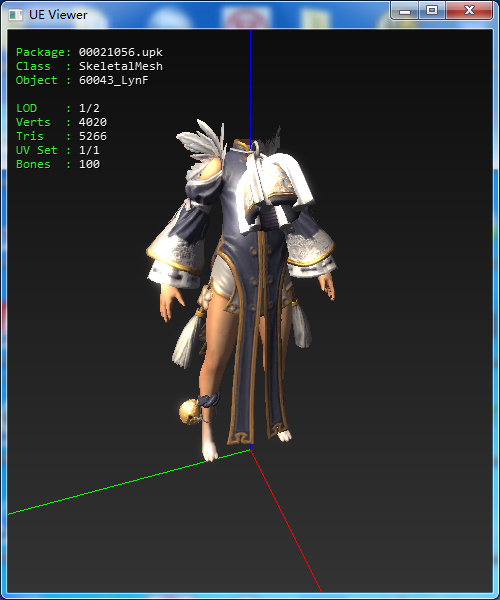 UE Viewer
Package: 00021056.upk
Class : SkeletalMesh
Object : 60043_LynF
LOD : 1/2
Verts : 4020
Tris : 5266
UV Set : 1/1
Bones : 100